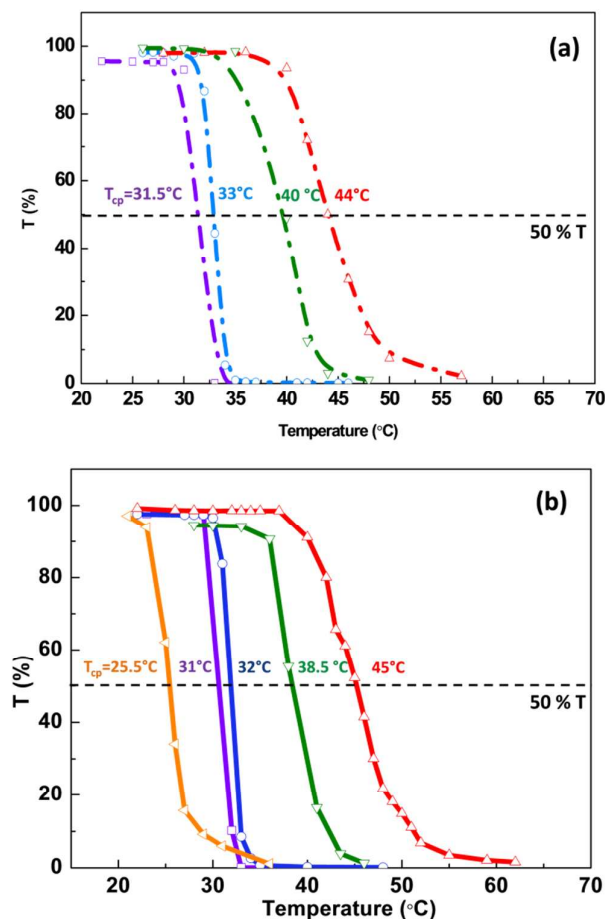 (a)
100
80
60
40
20
0
T (%)
Tcp=31.5°C 33°C 40°C 44°C
50 % T
20 25 30 35 40 45 50 55 60 65 70
Temperature (°C)
(b)
100
80
60
40
20
0
T (%)
Tcp=25.5°C 31°C 32°C 38.5 °C 45°C
50 % T
20 30 40 50 60 70
Temperature (°C)